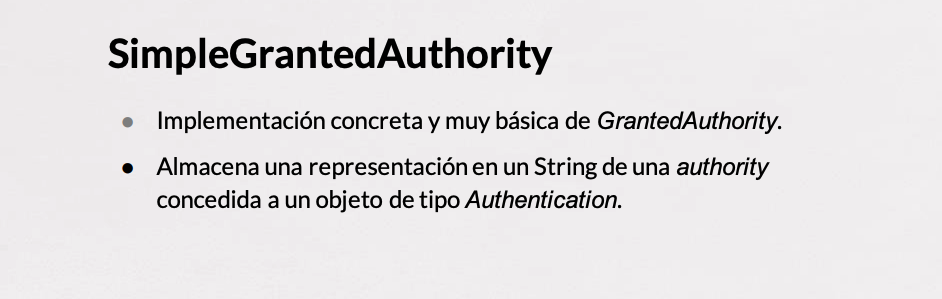 SimpleGrantedAuthority
● Implementación concreta y muy básica de GrantedAuthority.
● Almacena una representación en un String de una authority
concedida a un objeto de tipo Authentication.